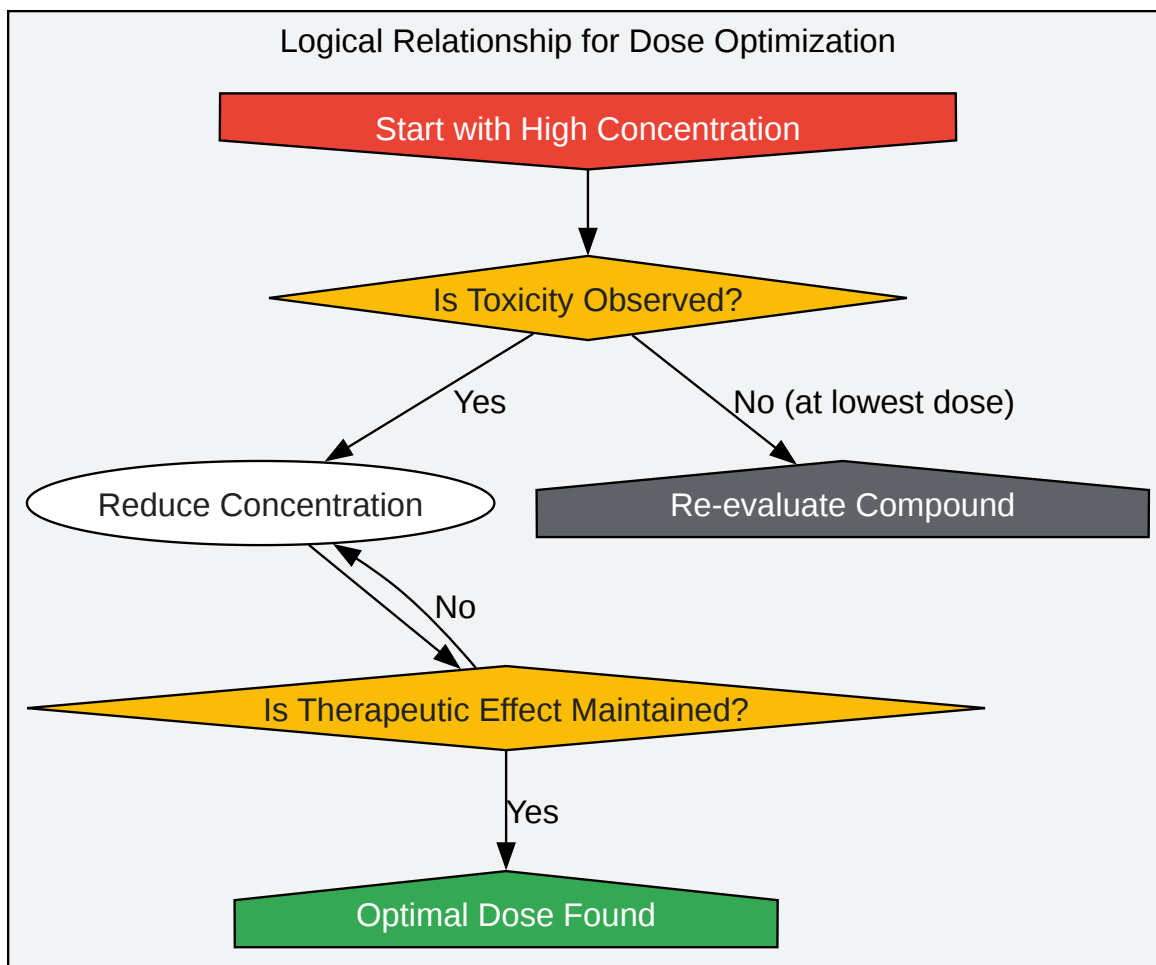 Logical Relationship for Dose Optimization
Start with High Concentration
Is Toxicity Observed?
Yes
No (at lowest dose)
Reduce Concentration
Re-evaluate Compound
No
Is Therapeutic Effect Maintained?
Yes
Optimal Dose Found